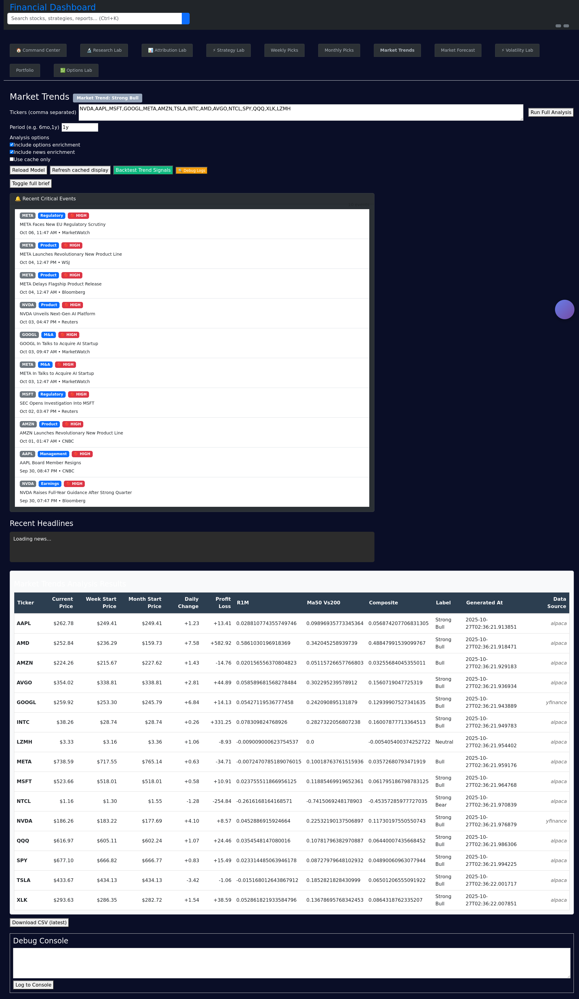 Financial Dashboard
Search stocks, strategies, reports... (Ctrl+K)
🏠 Command Center 🔬 Research Lab 📊 Attribution Lab ⚡ Strategy Lab Weekly Picks Monthly Picks Market Trends Market Forecast ⚡ Volatility Lab
Portfolio 💹 Options Lab
Market Trends Market Trend: Strong Bull
Tickers (comma separated) NVDA,AAPL,MSFT,GOOGL,META,AMZN,TSLA,INTC,AMD,AVGO,NTCL,SPY,QQQ,XLK,LZMH Run Full Analysis
Period (e.g. 6mo,1y) 1y
Analysis options
Include options enrichment
Include news enrichment
Use cache only
Reload Model Refresh cached display Backtest Trend Signals 🔍 Debug Logs
Toggle full brief
🔔 Recent Critical Events
10 events
META Regulatory 🔴 HIGH
META Faces New EU Regulatory Scrutiny
Oct 06, 11:47 AM • MarketWatch
META Product 🔴 HIGH
META Launches Revolutionary New Product Line
Oct 04, 12:47 PM • WSJ
META Product 🔴 HIGH
META Delays Flagship Product Release
Oct 04, 12:47 AM • Bloomberg
NVDA Product 🔴 HIGH
NVDA Unveils Next-Gen AI Platform
Oct 03, 04:47 PM • Reuters
GOOGL M&A 🔴 HIGH
GOOGL In Talks to Acquire AI Startup
Oct 03, 09:47 AM • MarketWatch
META M&A 🔴 HIGH
META In Talks to Acquire AI Startup
Oct 03, 12:47 AM • MarketWatch
MSFT Regulatory 🔴 HIGH
SEC Opens Investigation Into MSFT
Oct 02, 03:47 PM • Reuters
AMZN Product 🔴 HIGH
AMZN Launches Revolutionary New Product Line
Oct 01, 01:47 AM • CNBC
AAPL Management 🔴 HIGH
AAPL Board Member Resigns
Sep 30, 08:47 PM • CNBC
NVDA Earnings 🔴 HIGH
NVDA Raises Full-Year Guidance After Strong Quarter
Sep 30, 07:47 PM • Bloomberg
Recent Headlines
Loading news...
Market Trends Analysis Results
Ticker Current Price Week Start Price Month Start Price Daily Change Profit Loss R1M Ma50 Vs200 Composite Label Generated At Data Source
AAPL $262.78 $249.41 $249.41 +1.23 +13.41 0.028810774355749746 0.09896935773345364 0.056874207706831305 Strong Bull 2025-10-27T02:36:21.913851 alpaca
AMD $252.84 $236.29 $159.73 +7.58 +582.92 0.5861030196918369 0.342045258939739 0.48847991539099767 Strong Bull 2025-10-27T02:36:21.918471 alpaca
AMZN $224.26 $215.67 $227.62 +1.43 -14.76 0.020156556370804823 0.05115726657766803 0.03255684045355011 Bull 2025-10-27T02:36:21.929183 alpaca
AVGO $354.02 $338.81 $338.81 +2.81 +44.89 0.058589681568278484 0.302295239578912 0.1560719047725319 Strong Bull 2025-10-27T02:36:21.936934 alpaca
GOOGL $259.92 $253.30 $245.79 +6.84 +14.13 0.05427119536777458 0.242090895131879 0.12939907527341635 Strong Bull 2025-10-27T02:36:21.943889 yfinance
INTC $38.26 $28.74 $28.74 +0.26 +331.25 0.078309824768926 0.2827322056807238 0.16007877713364513 Strong Bull 2025-10-27T02:36:21.949783 alpaca
LZMH $3.33 $3.16 $3.36 +1.06 -8.93 -0.009009000623754537 0.0 -0.005405400374252722 Neutral 2025-10-27T02:36:21.954402 alpaca
META $738.59 $717.55 $765.14 +0.63 -34.71 -0.0072470785189076015 0.10018763761515936 0.03572680793471919 Bull 2025-10-27T02:36:21.959176 alpaca
MSFT $523.66 $518.01 $518.01 +0.58 +10.91 0.023755511866956125 0.11885469919652361 0.061795186798783125 Strong Bull 2025-10-27T02:36:21.964768 alpaca
NTCL $1.16 $1.30 $1.55 -1.28 -254.84 -0.2616168164168571 -0.7415069248178903 -0.45357285977727035 Strong Bear 2025-10-27T02:36:21.970839 alpaca
NVDA $186.26 $183.22 $177.69 +4.10 +8.57 0.0452886915924664 0.22532190137506897 0.11730197550550743 Strong Bull 2025-10-27T02:36:21.976879 yfinance
QQQ $616.97 $605.11 $602.24 +1.07 +24.46 0.0354548147080016 0.10781796382970887 0.06440007435668452 Strong Bull 2025-10-27T02:36:21.986306 alpaca
SPY $677.10 $666.82 $666.77 +0.83 +15.49 0.023314485063946178 0.08727979648102932 0.04890060963077944 Strong Bull 2025-10-27T02:36:21.994225 alpaca
TSLA $433.67 $434.13 $434.13 -3.42 -1.06 -0.015168012643867912 0.1852821828430999 0.06501206555091922 Strong Bull 2025-10-27T02:36:22.001717 alpaca
XLK $293.63 $286.35 $282.72 +1.54 +38.59 0.052861821933584796 0.13678695768342453 0.0864318762335207 Strong Bull 2025-10-27T02:36:22.007851 alpaca
Download CSV (latest)
Debug Console
Log to Console